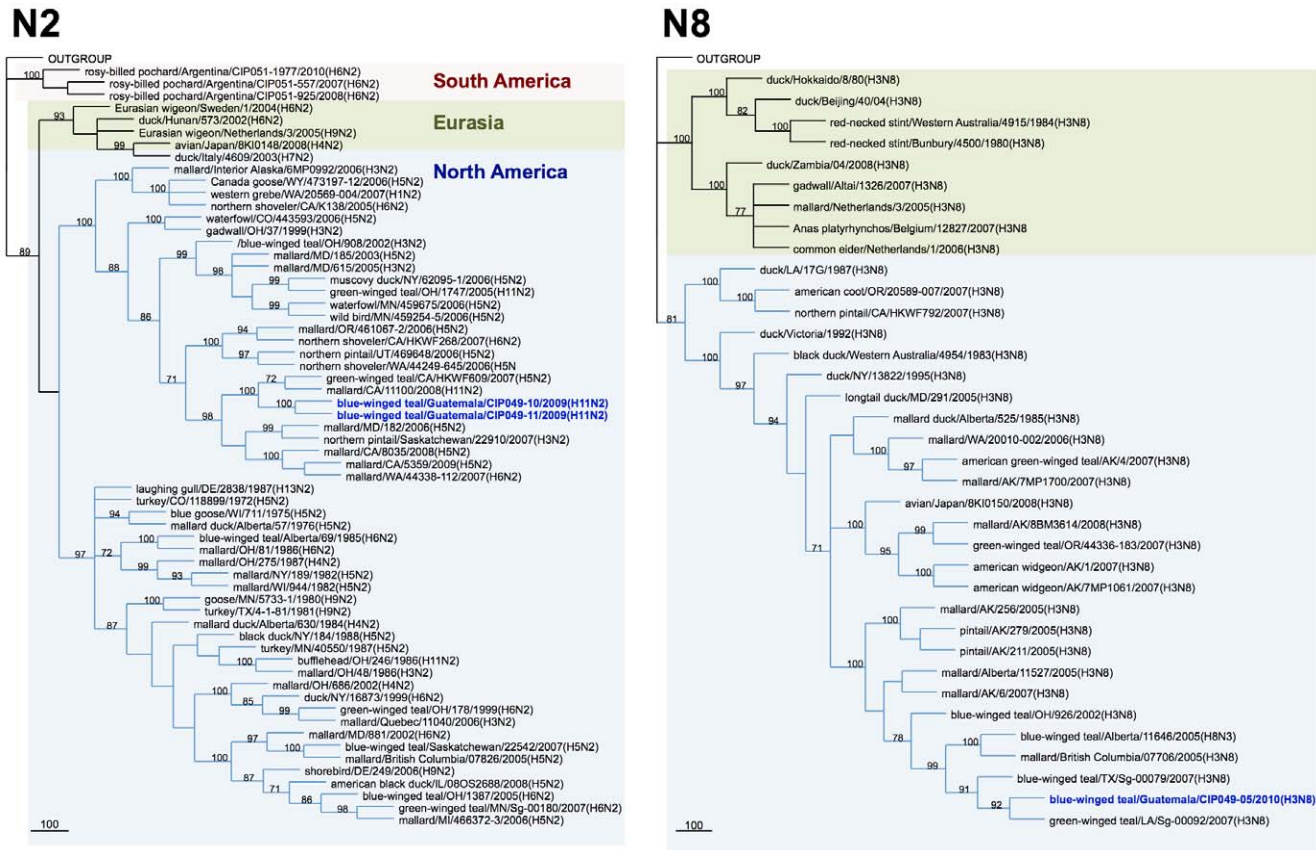 N2
OUTGROUP
100
rosy-billed pochard/Argentina/CIP051-1977/2010(H6N2)
rosy-billed pochard/Argentina/CIP051-557/2007(H6N2)
rosy-billed pochard/Argentina/CIP051-925/2008(H6N2)
South America
Eurasian wigeon/Sweden/1/2004(H6N2)
93
duck/Hunan/573/2002(H6N2)
Eurasia
Eurasian wigeon/Netherlands/3/2005(H9N2)
99
avian/Japan/8KI0148/2008(H4N2)
duck/Italy/4609/2003(H7N2)
mallard/Interior Alaska/6MP0992/2006(H3N2)
North America
100
Canada goose/WY/473197-12/2006(H5N2)
100
western grebe/WA/20569-004/2007(H1N2)
northern shoveler/CA/K138/2005(H6N2)
100
100
waterfowl/CO/443593/2006(H5N2)
gadwall/OH/37/1999(H3N2)
/blue-winged teal/OH/908/2002(H3N2)
89
99
mallard/MD/185/2003(H5N2)
88
98
mallard/MD/615/2005(H3N2)
99
muscovy duck/NY/62095-1/2006(H5N2)
green-winged teal/OH/1747/2005(H11N2)
99
waterfowl/MN/459675/2006(H5N2)
86
wild bird/MN/459254-5/2006(H5N2)
94
mallard/OR/461067-2/2006(H5N2)
100
northern shoveler/CA/HKWF268/2007(H6N2)
97
northern pintail/UT/469648/2006(H5N2)
northern shoveler/WA/44249-645/2006(H5N
71
72
green-winged teal/CA/HKWF609/2007(H5N2)
100
mallard/CA/11100/2008(H11N2)
100
blue-winged teal/Guatemala/CIP049-10/2009(H11N2)
blue-winged teal/Guatemala/CIP049-11/2009(H11N2)
98
99
mallard/MD/182/2006(H5N2)
northern pintail/Saskatchewan/22910/2007(H3N2)
100
mallard/CA/8035/2008(H5N2)
mallard/CA/5359/2009(H5N2)
mallard/WA/44338-112/2007(H6N2)
laughing gull/DE/2838/1987(H13N2)
turkey/CO/118899/1972(H5N2)
94
blue goose/WI/711/1975(H5N2)
mallard duck/Alberta/57/1976(H5N2)
100
blue-winged teal/Alberta/69/1985(H6N2)
97
72
mallard/OH/81/1986(H6N2)
99
mallard/OH/275/1987(H4N2)
93
mallard/NY/189/1982(H5N2)
mallard/WI/944/1982(H5N2)
100
goose/MN/5733-1/1980(H9N2)
turkey/TX/4-1-81/1981(H9N2)
87
mallard duck/Alberta/630/1984(H4N2)
black duck/NY/184/1988(H5N2)
turkey/MN/40550/1987(H5N2)
100
bufflehead/OH/246/1986(H11N2)
mallard/OH/48/1986(H3N2)
100
mallard/OH/686/2002(H4N2)
85
duck/NY/16873/1999(H6N2)
99
green-winged teal/OH/178/1999(H6N2)
mallard/Quebec/11040/2006(H3N2)
97
mallard/MD/881/2002(H6N2)
100
100
blue-winged teal/Saskatchewan/22542/2007(H5N2)
mallard/British Columbia/07826/2005(H5N2)
87
shorebird/DE/249/2006(H9N2)
71
american black duck/IL/08OS2688/2008(H5N2)
86
blue-winged teal/OH/1387/2005(H6N2)
98
green-winged teal/MN/Sg-00180/2007(H6N2)
mallard/MI/466372-3/2006(H5N2)
100
N8
OUTGROUP
duck/Hokkaido/8/80(H3N8)
100
duck/Beijing/40/04(H3N8)
82
red-necked stint/Western Australia/4915/1984(H3N8)
100
red-necked stint/Bunbury/4500/1980(H3N8)
100
duck/Zambia/04/2008(H3N8)
100
gadwall/Altai/1326/2007(H3N8)
77
mallard/Netherlands/3/2005(H3N8)
Anas platyrhynchos/Belgium/12827/2007(H3N8
common eider/Netherlands/1/2006(H3N8)
duck/LA/17G/1987(H3N8)
100
american coot/OR/20589-007/2007(H3N8)
100
northern pintail/CA/HKWF792/2007(H3N8)
81
duck/Victoria/1992(H3N8)
100
black duck/Western Australia/4954/1983(H3N8)
97
duck/NY/13822/1995(H3N8)
longtail duck/MD/291/2005(H3N8)
94
mallard duck/Alberta/525/1985(H3N8)
mallard/WA/20010-002/2006(H3N8)
100
american green-winged teal/AK/4/2007(H3N8)
97
mallard/AK/7MP1700/2007(H3N8)
avian/Japan/8KI0150/2008(H3N8)
100
mallard/AK/8BM3614/2008(H3N8)
99
green-winged teal/OR/44336-183/2007(H3N8)
71
95
american widgeon/AK/1/2007(H3N8)
100
american widgeon/AK/7MP1061/2007(H3N8)
mallard/AK/256/2005(H3N8)
100
pintail/AK/279/2005(H3N8)
pintail/AK/211/2005(H3N8)
100
mallard/Alberta/11527/2005(H3N8)
mallard/AK/6/2007(H3N8)
blue-winged teal/OH/926/2002(H3N8)
78
blue-winged teal/Alberta/11646/2005(H8N3)
100
mallard/British Columbia/07706/2005(H3N8)
99
blue-winged teal/TX/Sg-00079/2007(H3N8)
91
blue-winged teal/Guatemala/CIP049-05/2010(H3N8)
92
green-winged teal/LA/Sg-00092/2007(H3N8)
100